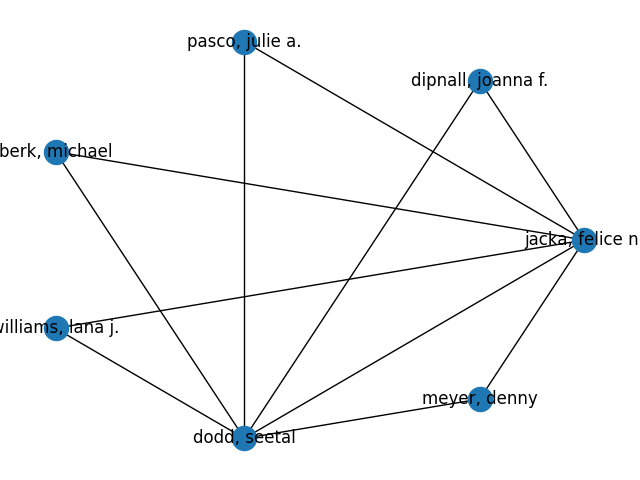 pasco, julie a.
dipnall, joanna f.
berk, michael
jacka, felice n
williams, lana j.
meyer, denny
dodd, seetal